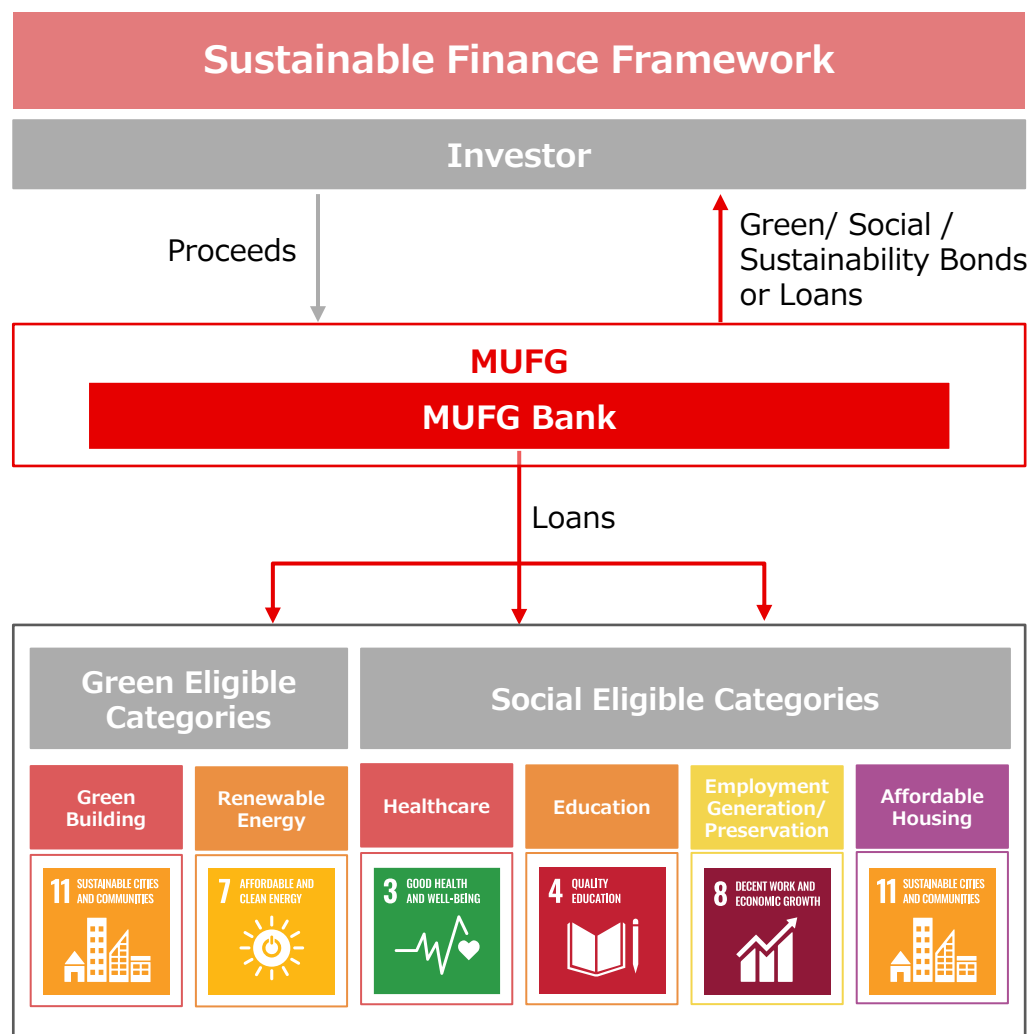 Sustainable Finance Framework
Investor
Proceeds
Green/ Social /
Sustainability Bonds
or Loans
MUFG
MUFG Bank
Loans
Green Eligible
Categories
Social Eligible Categories
Green
Building
Renewable
Energy
Healthcare
Education
Employment
Generation/
Preservation
Affordable
Housing
11 SUSTAINABLE CITIES
AND COMMUNITIES
7 AFFORDABLE AND
CLEAN ENERGY
3 GOOD HEALTH
AND WELL-BEING
4 QUALITY
EDUCATION
8 DECENT WORK AND
ECONOMIC GROWTH
11 SUSTAINABLE CITIES
AND COMMUNITIES